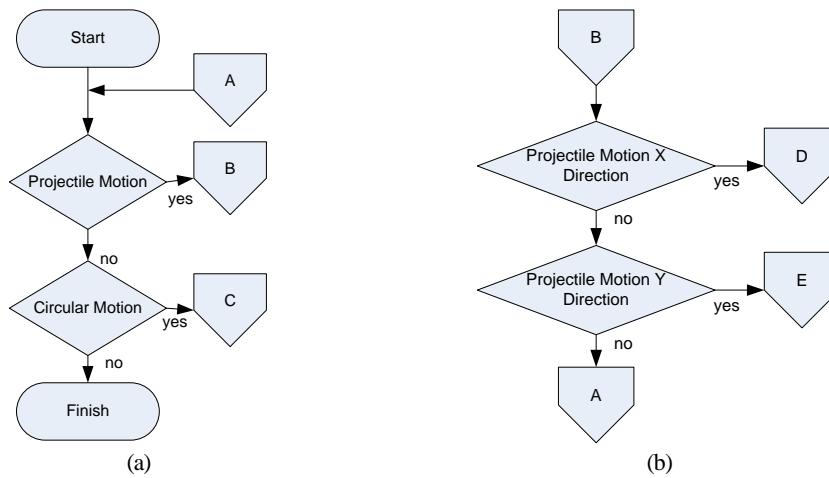 Start
A
Projectile Motion
B
yes
no
Circular Motion
C
yes
no
Finish
(a)
B
Projectile Motion X
Direction
D
yes
no
Projectile Motion Y
Direction
E
yes
no
A
(b)